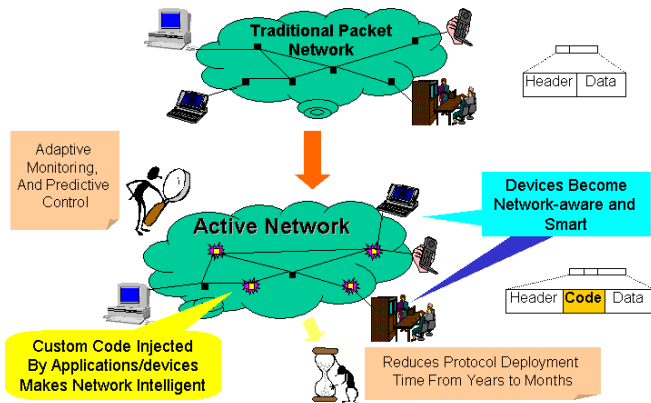 Traditional Packet
Network
Header Data
Adaptive
Monitoring,
And Predictive
Control
Devices Become
Network-aware and
Smart
Active Network
Header Code Data
Custom Code Injected
By Applications/devices
Makes Network Intelligent
Reduces Protocol Deployment
Time From Years to Months